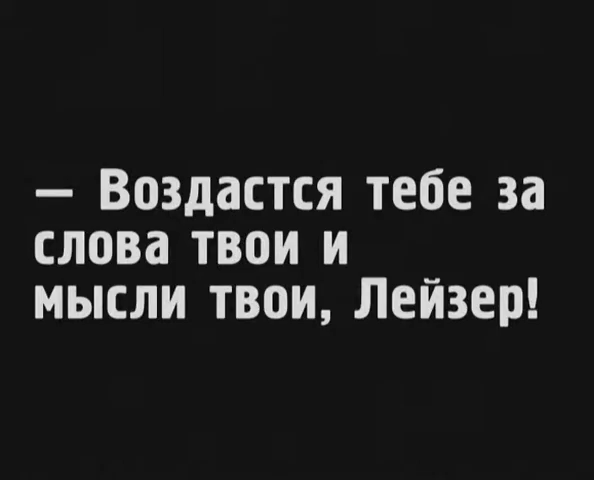 — Воздастся тебе за
слова твои и
мысли твои, Лейзер!